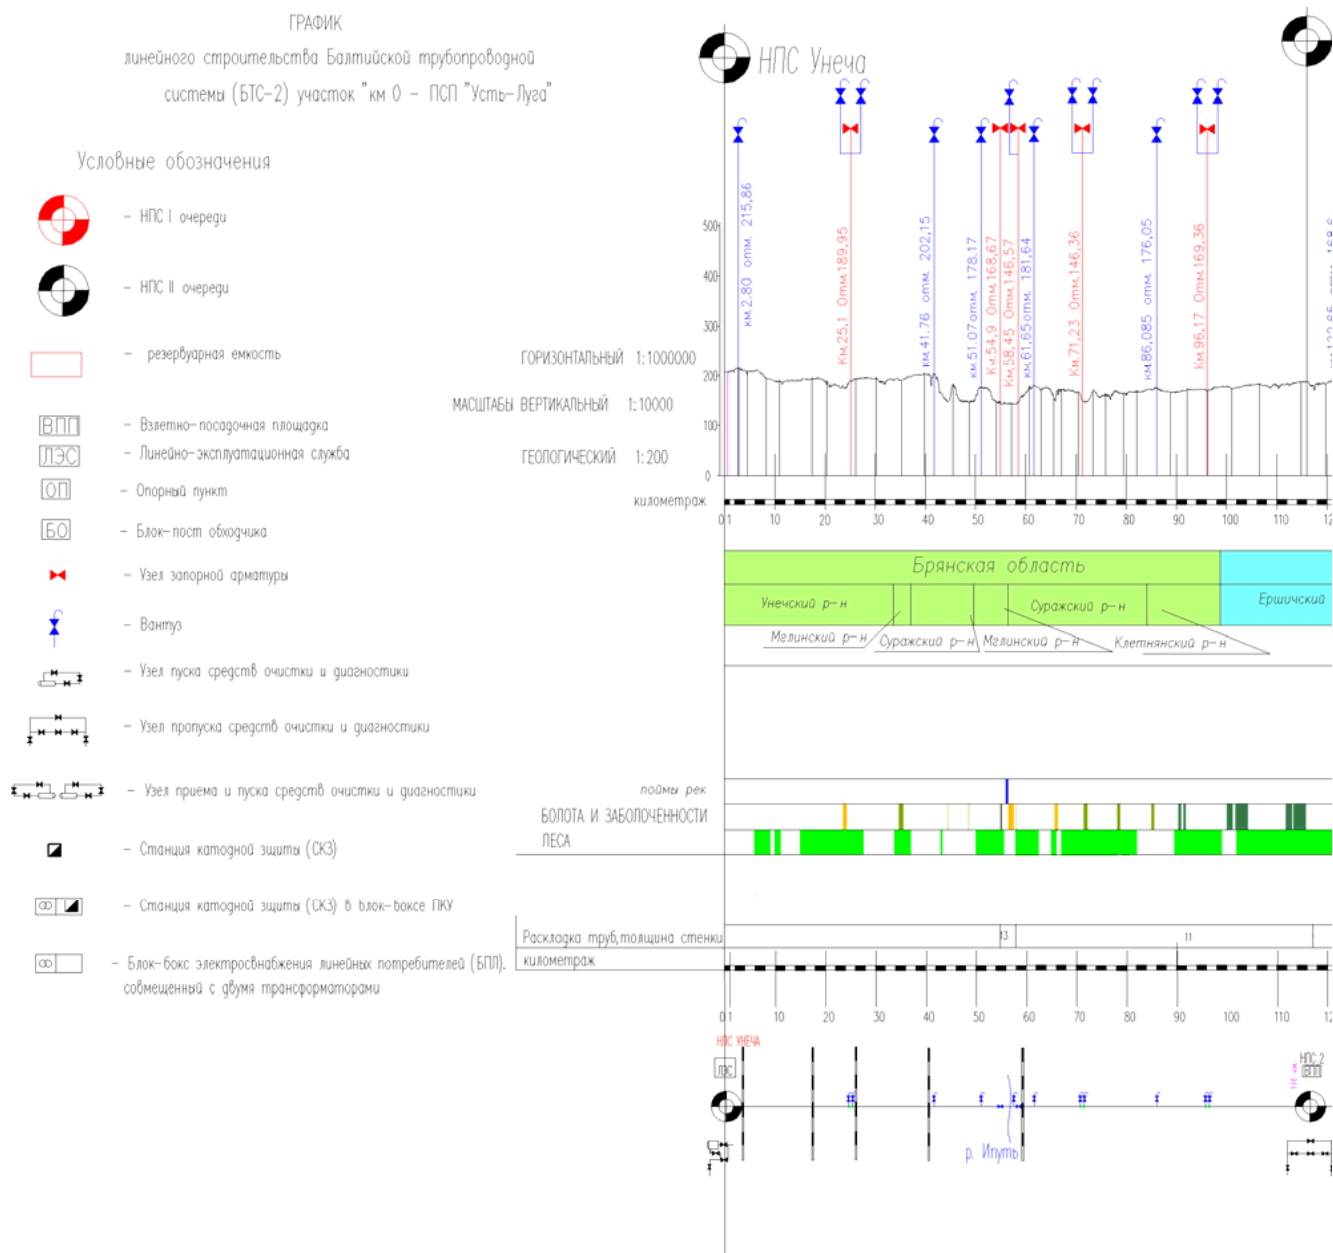 ГРАФИК
линейного строительства Балтийской трубопроводной
системы (БТС-2) участок "км 0 - ПСП "Усть-Луга"
Условные обозначения
- НПС I очереди
- НПС II очереди
- резервуарная емкость
ВПП - Взлетно-посадочная площадка
ЛЭС - Линейно-эксплуатационная служба
ОП - Опорный пункт
БО - Блок-пост обходчика
- Узел запорной арматуры
- Вантуз
- Узел пуска средств очистки и диагностики
- Узел пропуска средств очистки и диагностики
- Узел приема и пуска средств очистки и диагностики
- Станция катодной защиты (СКЗ)
- Станция катодной защиты (СКЗ) в блок-боксе ПКУ
- Блок-бокс электроснабжения линейных потребителей (БПЛ).
совмещенный с двумя трансформаторами
НПС Унеча
км.2.80 отм. 215,86
Км.25,1 Отм.189,95
км.41.76 отм. 202,15
км.51.07отм. 178.17
Км.54,9 Отм.168,67
Км.58,45 Отм.146,57
км.61,65отм. 181,64
Км.71,23 Отм.146,36
км.86,085 отм. 176,05
Км.96,17 Отм.169,36
500
400
300
200
100
0
ГОРИЗОНТАЛЬНЫЙ 1:1000000
МАСШТАБЫ ВЕРТИКАЛЬНЫЙ 1:10000
ГЕОЛОГИЧЕСКИЙ 1:200
километраж
0.1 10 20 30 40 50 60 70 80 90 100 110
Брянская область
Унечский р-н
Суражский р-н
Ершичский
Мглинский р-н
Суражский р-н
Мглинский р-н
Клетнянский р-н
поймы рек
БОЛОТА И ЗАБОЛОЧЕННОСТИ
ЛЕСА
Раскладка труб,толщина стенки
13
11
километраж
0.1 10 20 30 40 50 60 70 80 90 100 110
НПС УНЕЧА
ЛЭС
р. Ипуть
116 км
НПС 2
ВПП